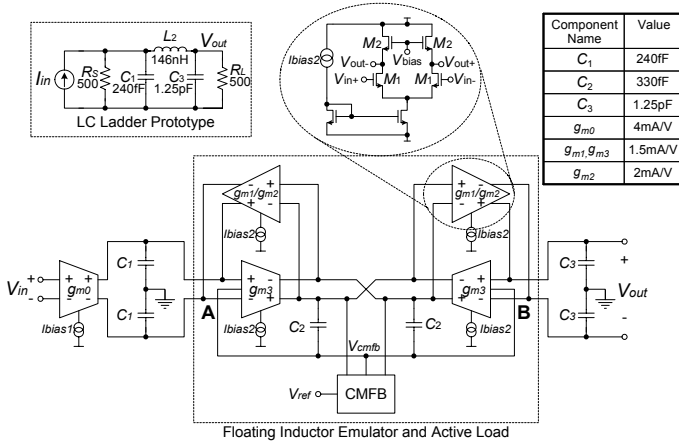 L2
146nH
Vout
Iin
RS
500
C1
240fF
C3
1.25pF
RL
500
LC Ladder Prototype
Ibias2
M2
M2
Vout-
Vbias
Vout+
Vin+
M1
M1
Vin-
Component Name Value
C1 240fF
C2 330fF
C3 1.25pF
gm0 4mA/V
gm1,gm3 1.5mA/V
gm2 2mA/V
- +
gm1/gm2
+ -
Ibias2
+ -
gm1/gm2
- +
Ibias2
Vin
+
-
+ +
gm0
- -
Ibias1
C1
C1
A
+ +
gm3
- -
Ibias2
C2
C2
- +
gm3
+ -
Ibias2
B
C3
C3
+
Vout
-
Vcmfb
Vref
CMFB
Floating Inductor Emulator and Active Load